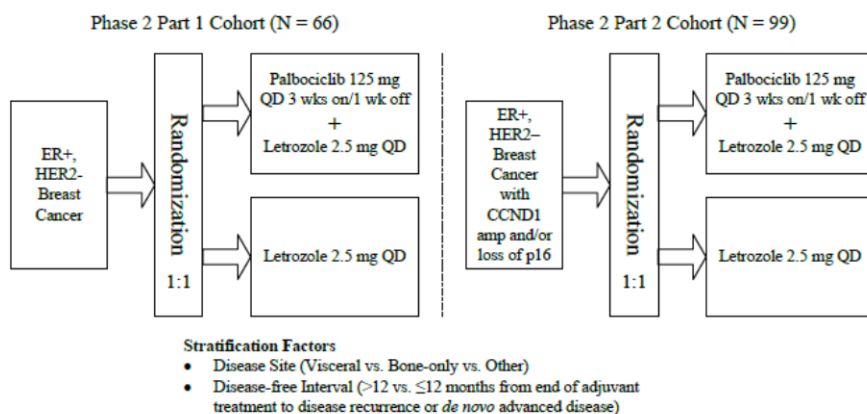 Phase 2 Part 1 Cohort (N = 66)
ER+,
HER2-
Breast
Cancer
Randomization
1:1
Palbociclib 125 mg
QD 3 wks on/1 wk off
+
Letrozole 2.5 mg QD
Letrozole 2.5 mg QD
Phase 2 Part 2 Cohort (N = 99)
ER+,
HER2–
Breast
Cancer
with
CCND1
amp and/or
loss of p16
Randomization
1:1
Palbociclib 125 mg
QD 3 wks on/1 wk off
+
Letrozole 2.5 mg QD
Letrozole 2.5 mg QD
Stratification Factors
• Disease Site (Visceral vs. Bone-only vs. Other)
• Disease-free Interval (>12 vs. ≤12 months from end of adjuvant
treatment to disease recurrence or de novo advanced disease)